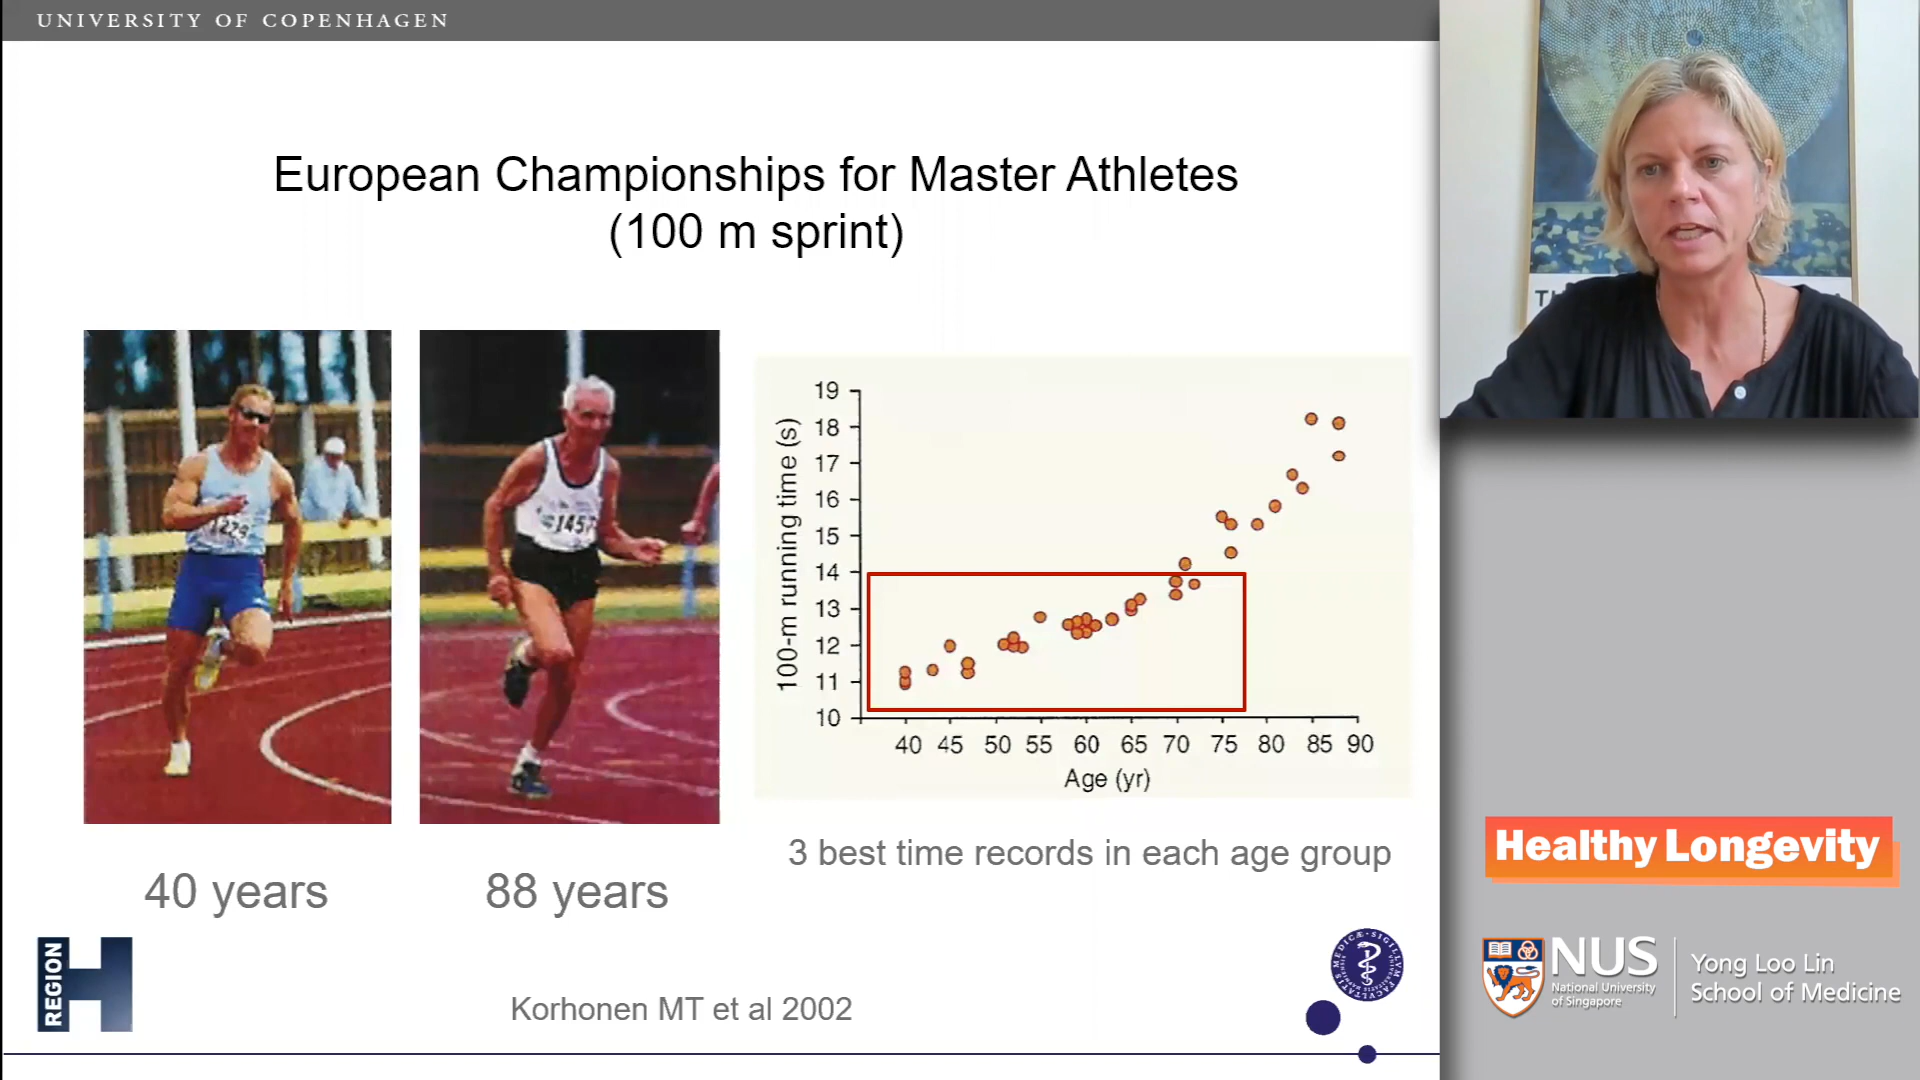 UNIVERSITY OF COPENHAGEN
European Championships for Master Athletes
(100 m sprint)
1279
1457
100-m running time (s)
19
18
17
16
15
14
13
12
11
10
40 45 50 55 60 65 70 75 80 85 90
Age (yr)
40 years
88 years
3 best time records in each age group
REGION H
Korhonen MT et al 2002
Healthy Longevity
NUS
National University
of Singapore
Yong Loo Lin
School of Medicine